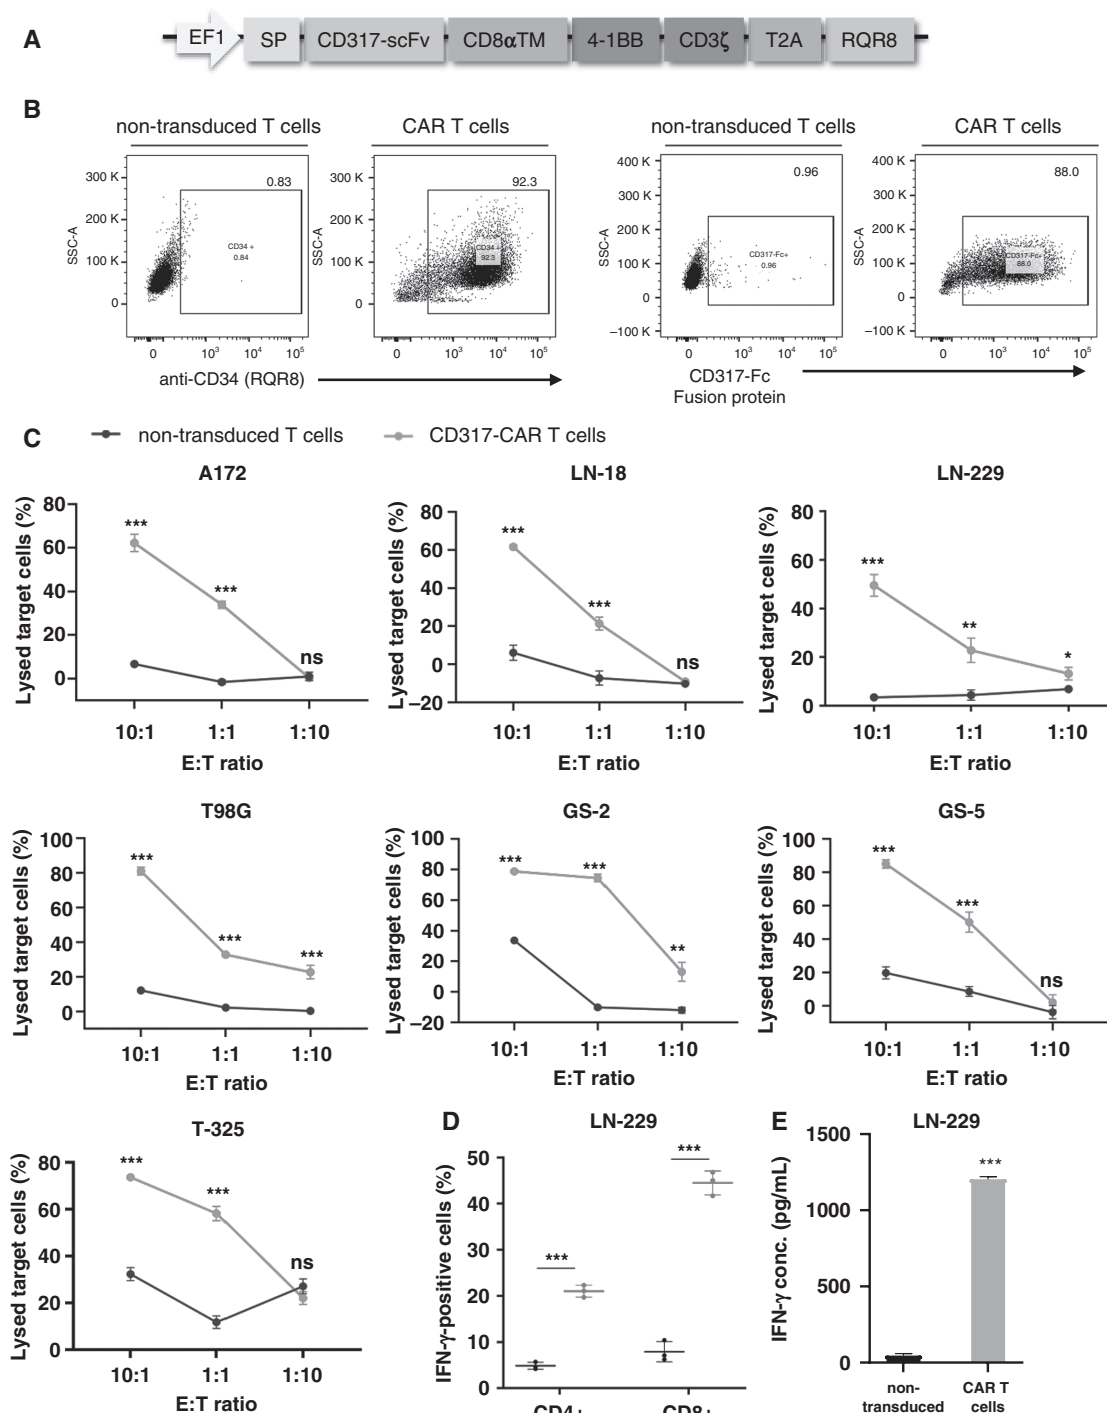 A
EF1 SP CD317-scFv CD8αTM 4-1BB CD3ζ T2A RQR8
B
non-transduced T cells CAR T cells non-transduced T cells CAR T cells
SSC-A
300 K
200 K
100 K
0
0.83
CD34 +
0.84
0 10³ 10⁴ 10⁵
SSC-A
300 K
200 K
100 K
0
92.3
CD34 +
92.3
0 10³ 10⁴ 10⁵
anti-CD34 (RQR8)
SSC-A
400 K
300 K
200 K
100 K
0
–100 K
0.96
CD317-Fc+
0.96
0 10³ 10⁴ 10⁵
SSC-A
400 K
300 K
200 K
100 K
0
–100 K
88.0
CD317-Fc+
88.0
0 10³ 10⁴ 10⁵
CD317-Fc
Fusion protein
C
non-transduced T cells CD317-CAR T cells
A172
Lysed target cells (%)
80
60
40
20
0
*** *** ns
10:1 1:1 1:10
E:T ratio
LN-18
Lysed target cells (%)
80
60
40
20
0
–20
*** *** ns
10:1 1:1 1:10
E:T ratio
LN-229
Lysed target cells (%)
80
60
40
20
0
*** ** *
10:1 1:1 1:10
E:T ratio
T98G
Lysed target cells (%)
100
80
60
40
20
0
*** *** ***
10:1 1:1 1:10
E:T ratio
GS-2
Lysed target cells (%)
100
80
60
40
20
0
–20
*** *** **
10:1 1:1 1:10
E:T ratio
GS-5
Lysed target cells (%)
100
80
60
40
20
0
*** *** ns
10:1 1:1 1:10
E:T ratio
T-325
Lysed target cells (%)
80
60
40
20
0
*** *** ns
10:1 1:1 1:10
E:T ratio
D
LN-229
IFN-γ-positive cells (%)
50
40
30
20
10
0
*** ***
CD4+ CD8+
E
LN-229
IFN-γ conc. (pg/mL)
1500
1000
500
0
***
non-
transduced
CAR T
cells